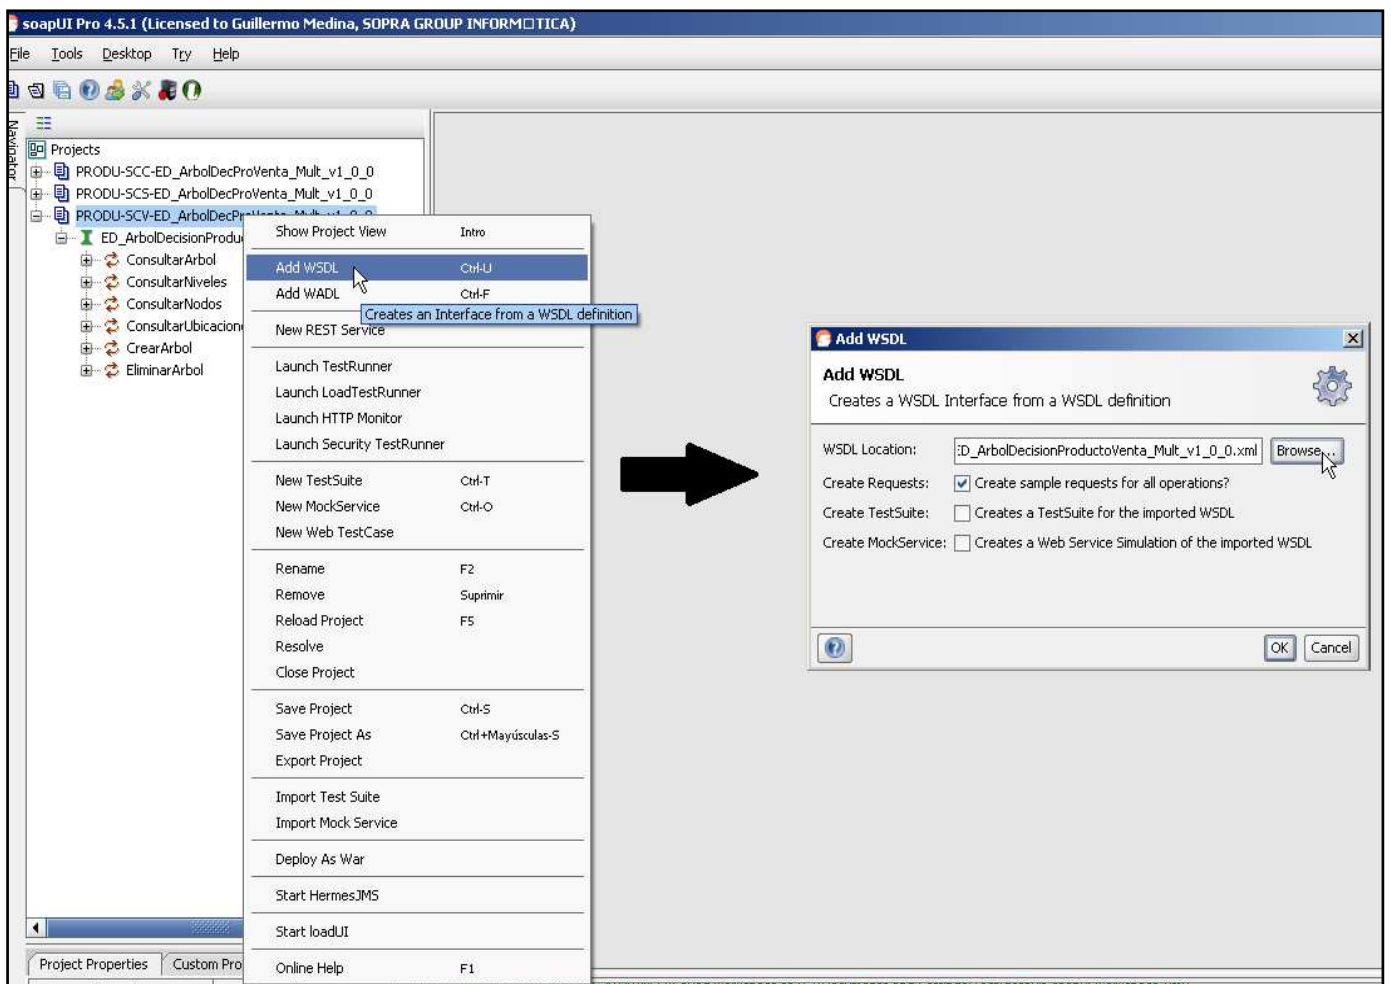 soapUI Pro 4.5.1 (Licensed to Guillermo Medina, SOPRA GROUP INFORM□TICA)
File Tools Desktop Try Help
Navigator
Projects
PRODU-SCC-ED_ArbolDecProVenta_Mult_v1_0_0
PRODU-SCS-ED_ArbolDecProVenta_Mult_v1_0_0
PRODU-SCV-ED_ArbolDecProVenta_Mult_v1_0_0
ED_ArbolDecisionProdu
ConsultarArbol
ConsultarNiveles
ConsultarNodos
ConsultarUbicacion
CrearArbol
EliminarArbol
Show Project View Intro
Add WSDL Ctrl-U
Add WADL Ctrl-F
Creates an Interface from a WSDL definition
New REST Service
Launch TestRunner
Launch LoadTestRunner
Launch HTTP Monitor
Launch Security TestRunner
New TestSuite Ctrl-T
New MockService Ctrl-O
New Web TestCase
Rename F2
Remove Suprimir
Reload Project F5
Resolve
Close Project
Save Project Ctrl-S
Save Project As Ctrl+Mayúsculas-S
Export Project
Import Test Suite
Import Mock Service
Deploy As War
Start HermesJMS
Start loadUI
Online Help F1
Project Properties Custom Pro
Add WSDL
Add WSDL
Creates a WSDL Interface from a WSDL definition
WSDL Location: D_ArbolDecisionProductoVenta_Mult_v1_0_0.xml Browse...
Create Requests: Create sample requests for all operations?
Create TestSuite: Creates a TestSuite for the imported WSDL
Create MockService: Creates a Web Service Simulation of the imported WSDL
OK Cancel